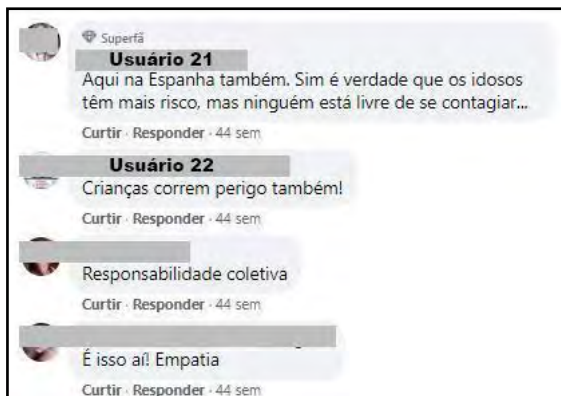 Superfã
Usuário 21
Aqui na Espanha também. Sim é verdade que os idosos
têm mais risco, mas ninguém está livre de se contagiar...
Curtir · Responder · 44 sem
Usuário 22
Crianças correm perigo também!
Curtir · Responder · 44 sem
Responsabilidade coletiva
Curtir · Responder · 44 sem
É isso aí! Empatia
Curtir · Responder · 44 sem